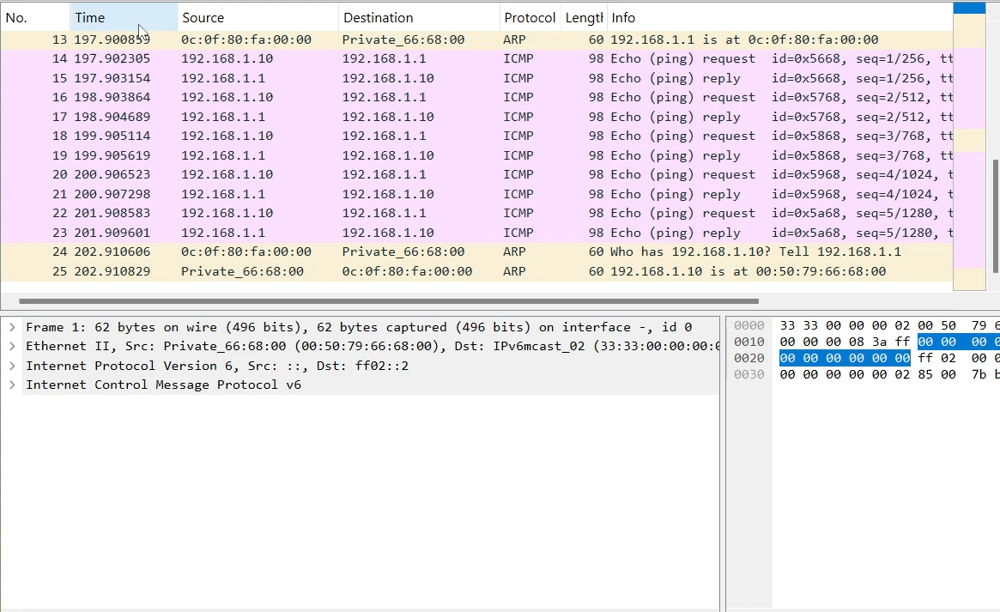 No. Time Source Destination Protocol Length Info
13 197.900859 0c:0f:80:fa:00:00 Private_66:68:00 ARP 60 192.168.1.1 is at 0c:0f:80:fa:00:00
14 197.902305 192.168.1.10 192.168.1.1 ICMP 98 Echo (ping) request id=0x5668, seq=1/256, tt
15 197.903154 192.168.1.1 192.168.1.10 ICMP 98 Echo (ping) reply id=0x5668, seq=1/256, tt
16 198.903864 192.168.1.10 192.168.1.1 ICMP 98 Echo (ping) request id=0x5768, seq=2/512, tt
17 198.904689 192.168.1.1 192.168.1.10 ICMP 98 Echo (ping) reply id=0x5768, seq=2/512, tt
18 199.905114 192.168.1.10 192.168.1.1 ICMP 98 Echo (ping) request id=0x5868, seq=3/768, tt
19 199.905619 192.168.1.1 192.168.1.10 ICMP 98 Echo (ping) reply id=0x5868, seq=3/768, tt
20 200.906523 192.168.1.10 192.168.1.1 ICMP 98 Echo (ping) request id=0x5968, seq=4/1024, t
21 200.907298 192.168.1.1 192.168.1.10 ICMP 98 Echo (ping) reply id=0x5968, seq=4/1024, t
22 201.908583 192.168.1.10 192.168.1.1 ICMP 98 Echo (ping) request id=0x5a68, seq=5/1280, t
23 201.909601 192.168.1.1 192.168.1.10 ICMP 98 Echo (ping) reply id=0x5a68, seq=5/1280, t
24 202.910606 0c:0f:80:fa:00:00 Private_66:68:00 ARP 60 Who has 192.168.1.10? Tell 192.168.1.1
25 202.910829 Private_66:68:00 0c:0f:80:fa:00:00 ARP 60 192.168.1.10 is at 00:50:79:66:68:00
Frame 1: 62 bytes on wire (496 bits), 62 bytes captured (496 bits) on interface -, id 0
Ethernet II, Src: Private_66:68:00 (00:50:79:66:68:00), Dst: IPv6mcast_02 (33:33:00:00:00:0
Internet Protocol Version 6, Src: ::, Dst: ff02::2
Internet Control Message Protocol v6
0000 33 33 00 00 00 02 00 50 79 6
0010 00 00 00 08 3a ff 00 00 00 0
0020 00 00 00 00 00 00 ff 02 00 0
0030 00 00 00 00 00 02 85 00 7b b